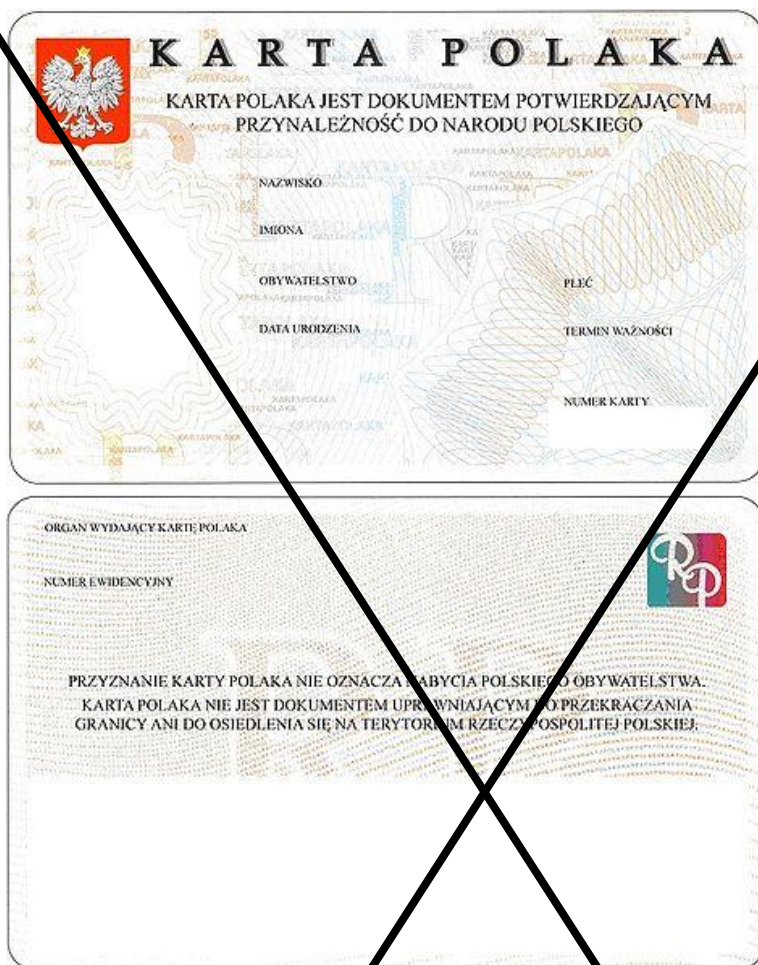 KARTA POLAKA
KARTA POLAKA JEST DOKUMENTEM POTWIERDZAJĄCYM
PRZYNALEŻNOŚĆ DO NARODU POLSKIEGO
NAZWISKO
IMIONA
OBYWATELSTWO
PŁEĆ
DATA URODZENIA
TERMIN WAŻNOŚCI
NUMER KARTY
ORGAN WYDAJĄCY KARTĘ POLAKA
RP
NUMER EWIDENCYJNY
PRZYZNANIE KARTY POLAKA NIE OZNACZA NABYCIA POLSKIEGO OBYWATELSTWA.
KARTA POLAKA NIE JEST DOKUMENTEM UPRAWNIAJĄCYM DO PRZEKRACZANIA
GRANICY ANI DO OSIEDLENIA SIĘ NA TERYTORIUM RZECZYPOSPOLITEJ POLSKIEJ.